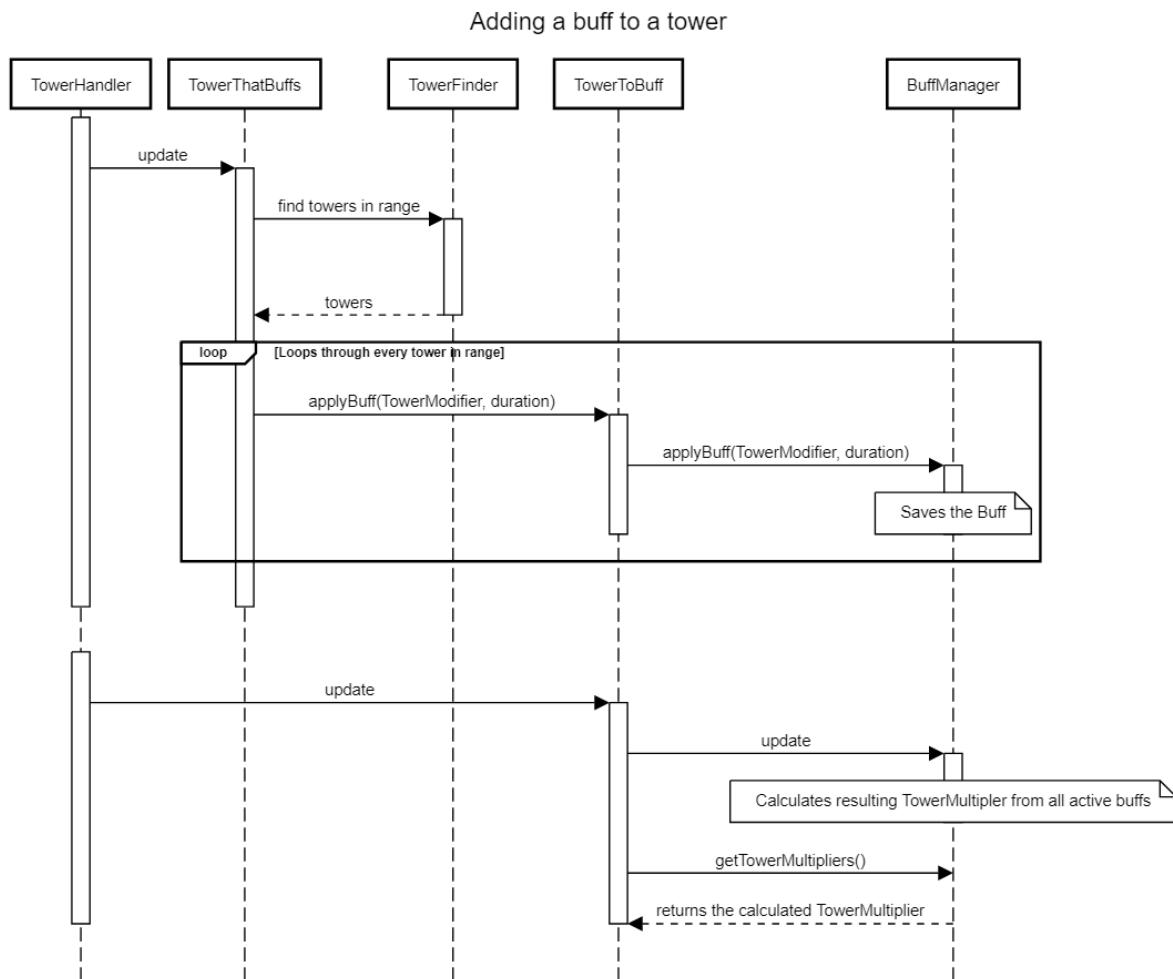 Adding a buff to a tower
TowerHandler
TowerThatBuffs
TowerFinder
TowerToBuff
BuffManager
update
find towers in range
towers
loop
[Loops through every tower in range]
applyBuff(TowerModifier, duration)
applyBuff(TowerModifier, duration)
Saves the Buff
update
update
Calculates resulting TowerMultipler from all active buffs
getTowerMultipliers()
returns the calculated TowerMultiplier